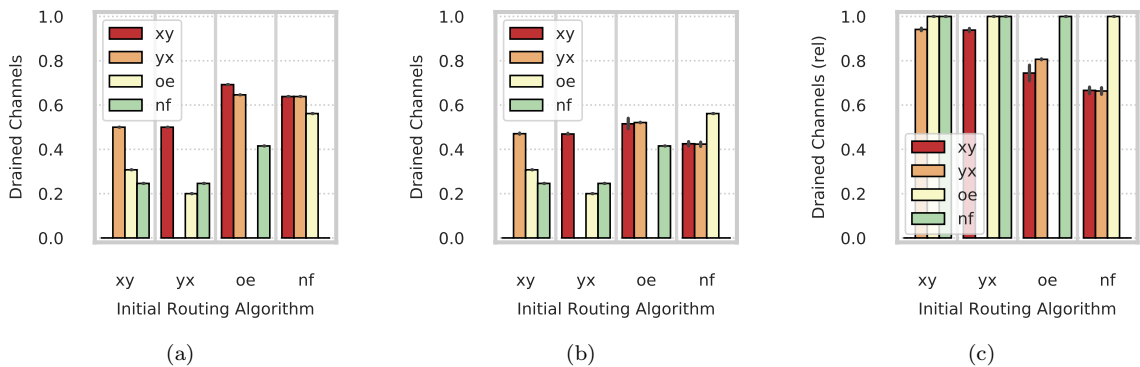 Drained Channels
1.0
0.8
0.6
0.4
0.2
0.0
xy
yx
oe
nf
xy yx oe nf
Initial Routing Algorithm
(a)
Drained Channels
1.0
0.8
0.6
0.4
0.2
0.0
xy
yx
oe
nf
xy yx oe nf
Initial Routing Algorithm
(b)
Drained Channels (rel)
1.0
0.8
0.6
0.4
0.2
0.0
xy
yx
oe
nf
xy yx oe nf
Initial Routing Algorithm
(c)